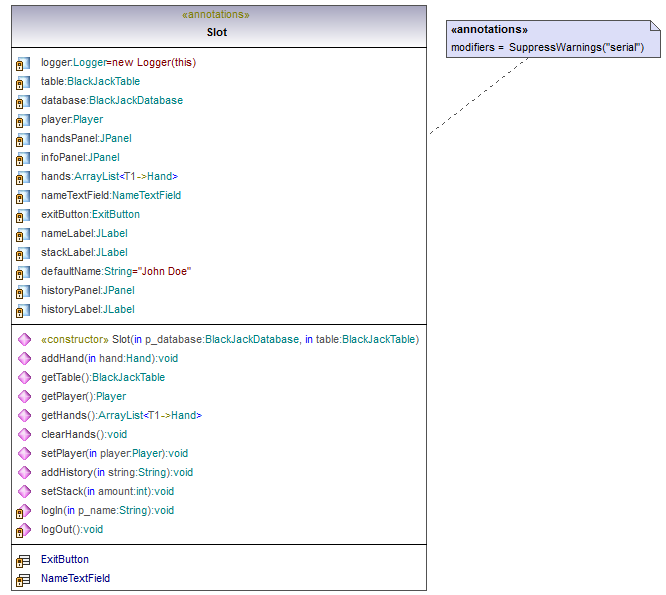 «annotations»
Slot
logger:Logger=new Logger(this)
table:BlackJackTable
database:BlackJackDatabase
player:Player
handsPanel:JPanel
infoPanel:JPanel
hands:ArrayList<T1->Hand>
nameTextField:NameTextField
exitButton:ExitButton
nameLabel:JLabel
stackLabel:JLabel
defaultName:String="John Doe"
historyPanel:JPanel
historyLabel:JLabel
«constructor» Slot(in p_database:BlackJackDatabase, in table:BlackJackTable)
addHand(in hand:Hand):void
getTable():BlackJackTable
getPlayer():Player
getHands():ArrayList<T1->Hand>
clearHands():void
setPlayer(in player:Player):void
addHistory(in string:String):void
setStack(in amount:int):void
logIn(in p_name:String):void
logOut():void
ExitButton
NameTextField
«annotations»
modifiers = SuppressWarnings("serial")